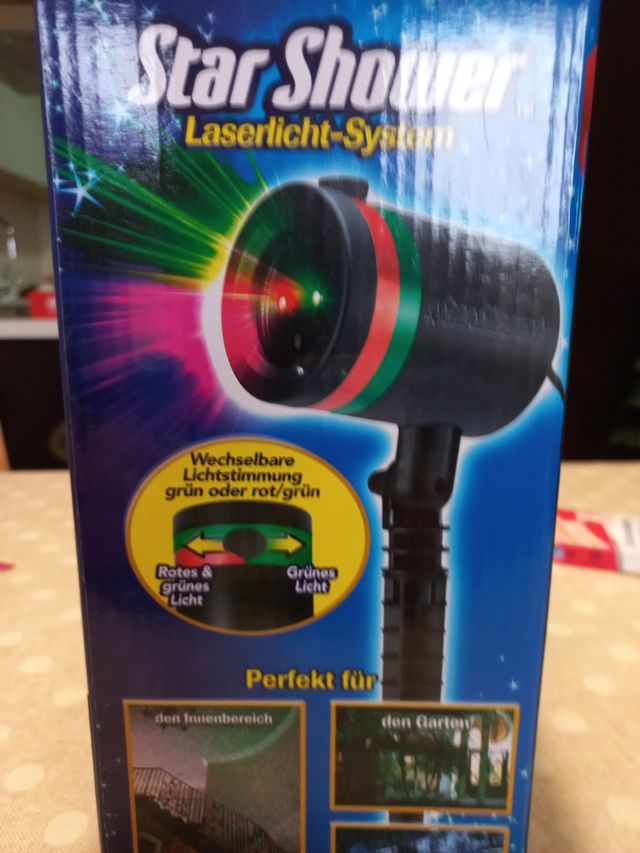 Star Shower™
Laserlicht-System
Wechselbare
Lichtstimmung
grün oder rot/grün
Rotes &
grünes
Licht
Grünes
Licht
Perfekt für
den Innenbereich
den Garten